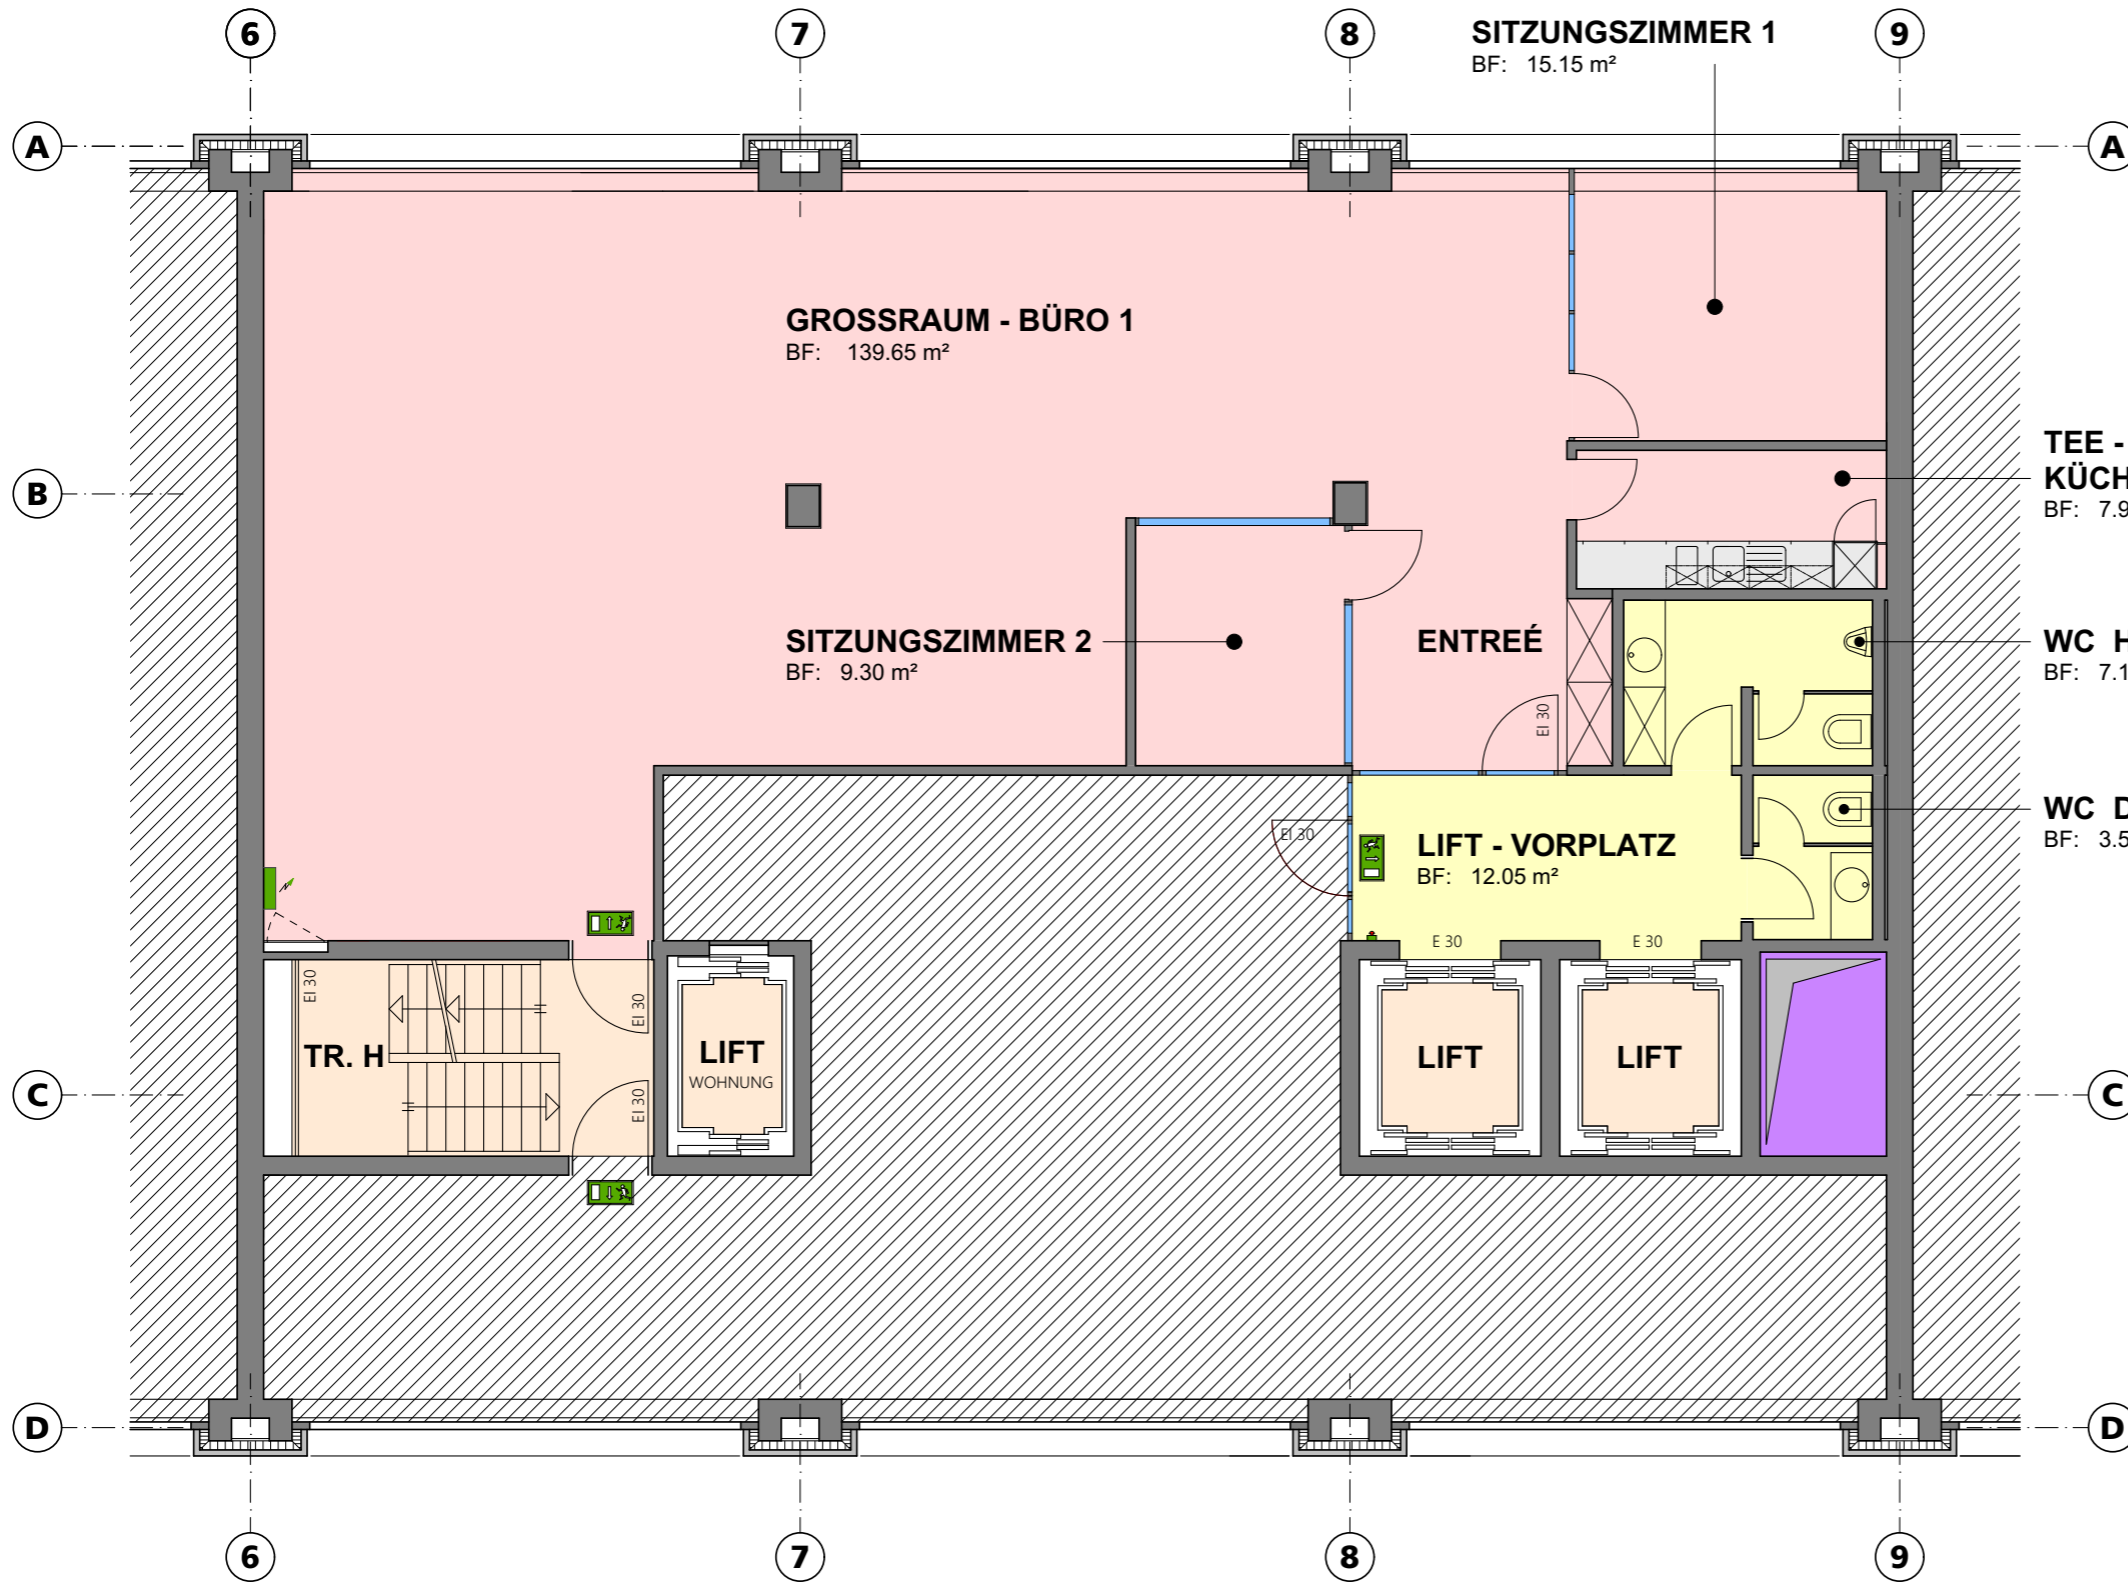 6
7
8
9
SITZUNGSZIMMER 1
BF: 15.15 m²
A
A
GROSSRAUM - BÜRO 1
BF: 139.65 m²
TEE -
KÜCH
BF: 7.9
B
SITZUNGSZIMMER 2
BF: 9.30 m²
ENTREÉ
WC H
BF: 7.1
EI 30
EI 30
LIFT - VORPLATZ
BF: 12.05 m²
WC D
BF: 3.5
E 30
E 30
EI 30
EI 30
TR. H
LIFT
WOHNUNG
LIFT
LIFT
EI 30
C
C
D
D
6
7
8
9